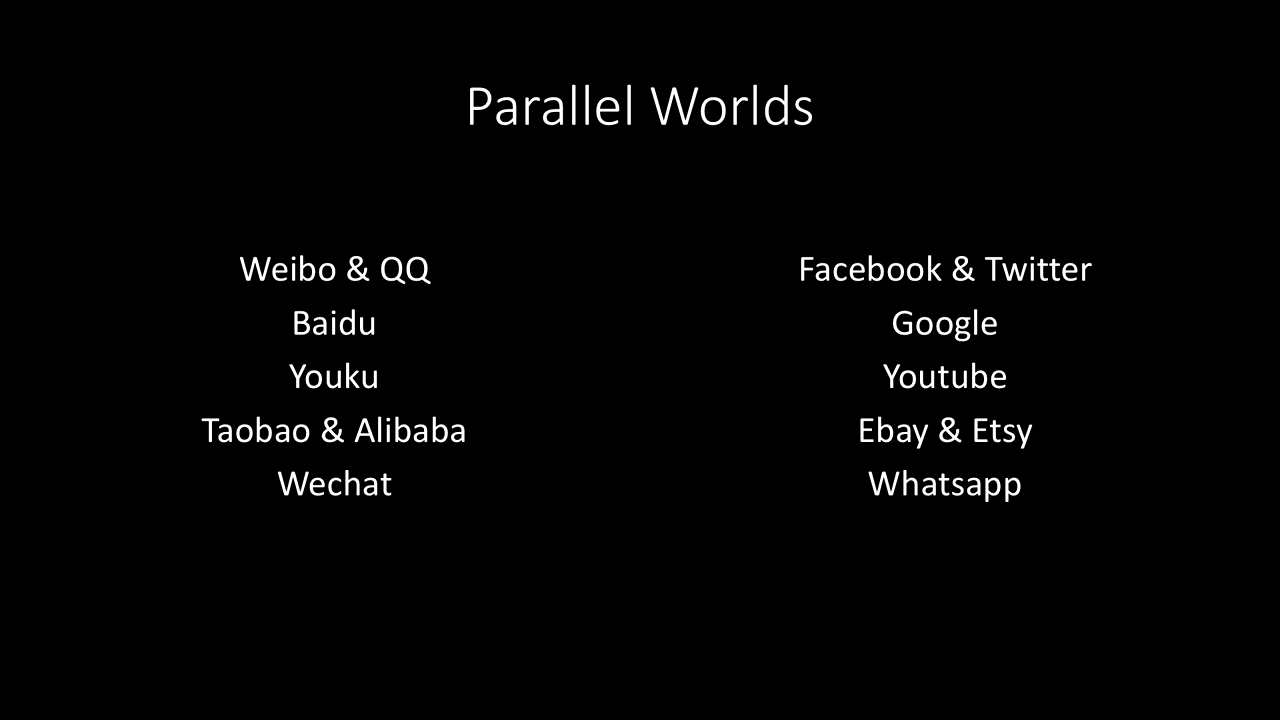 Parallel Worlds
Weibo & QQ
Baidu
Youku
Taobao & Alibaba
Wechat
Facebook & Twitter
Google
Youtube
Ebay & Etsy
Whatsapp